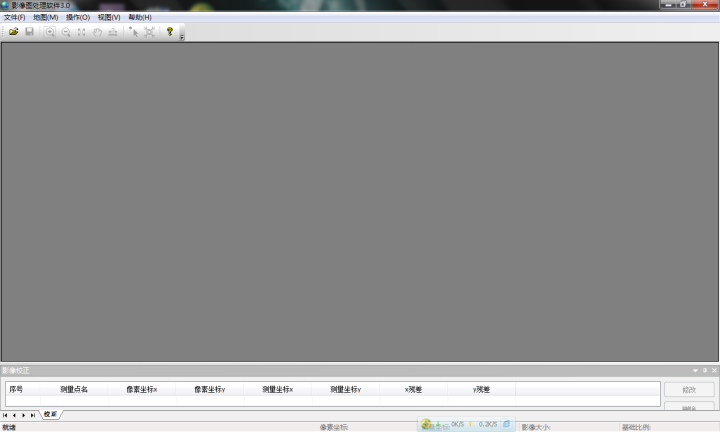 影像图处理软件3.0
文件(F) 地图(M) 操作(O) 视图(V) 帮助(H)
影像校正
序号 测量点名 像素坐标x 像素坐标y 测量坐标x 测量坐标y x残差 y残差
修改
校正
就绪 像素坐标: 坐标: 0K/S 0.2K/S 影像大小: 基础比例: